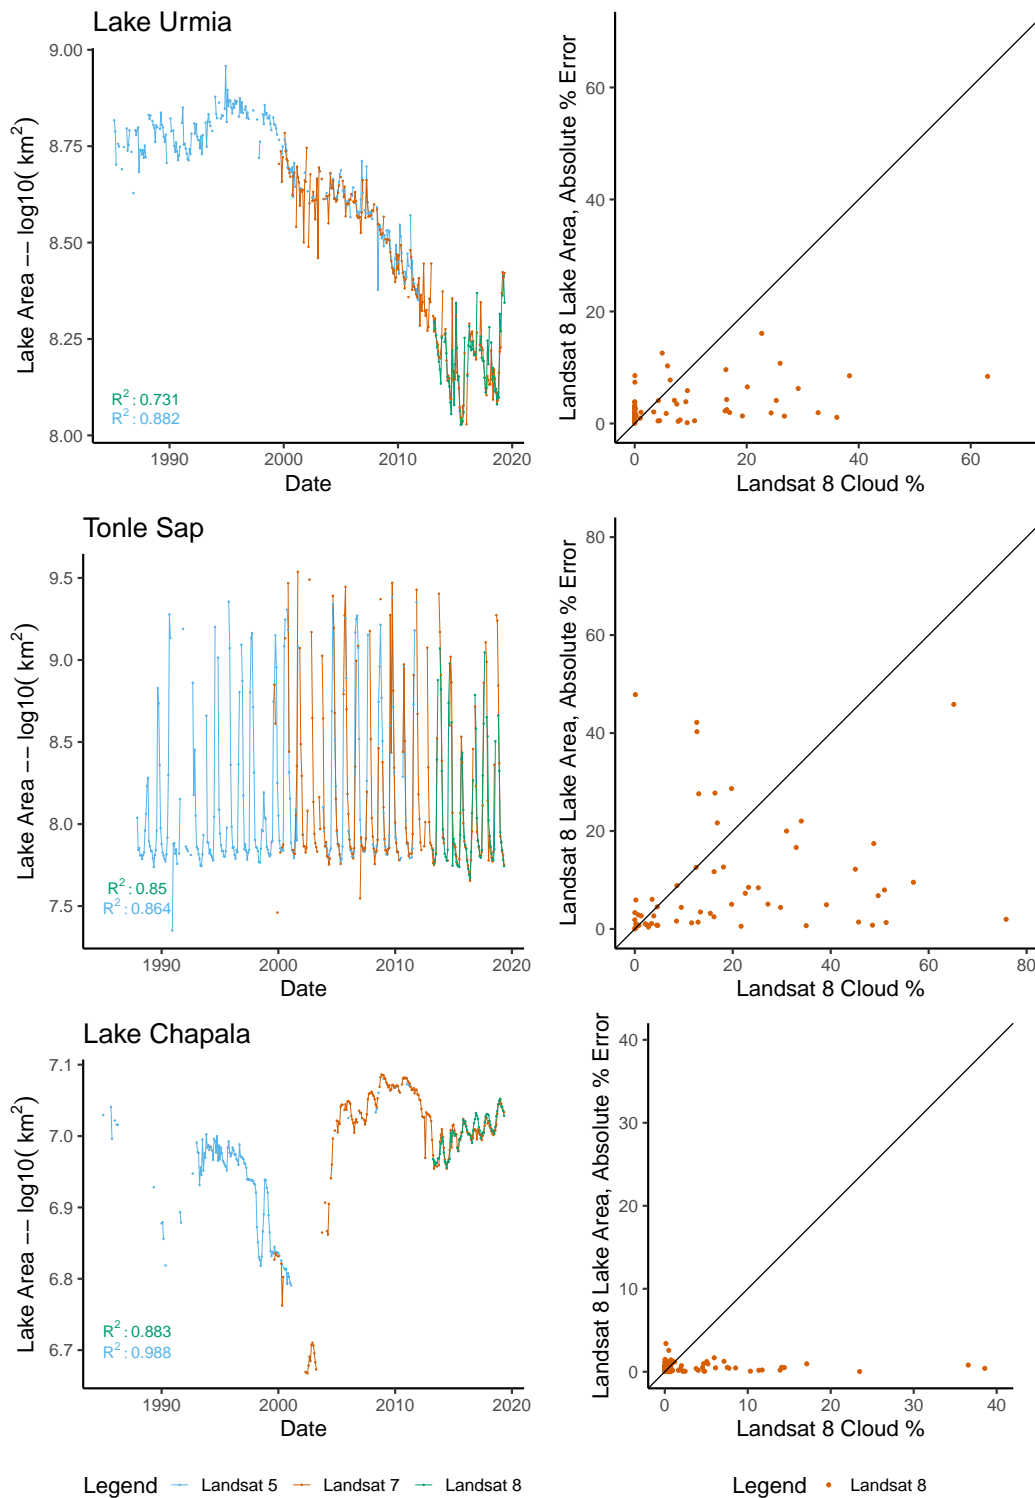 Lake Urmia
Lake Area −− log10( km²)
9.00
8.75
8.50
8.25
8.00
R²: 0.731
R²: 0.882
1990
2000
2010
2020
Date
Landsat 8 Lake Area, Absolute % Error
60
40
20
0
0
20
40
60
Landsat 8 Cloud %
Tonle Sap
Lake Area −− log10( km²)
9.5
9.0
8.5
8.0
7.5
R²: 0.85
R²: 0.864
1990
2000
2010
2020
Date
Landsat 8 Lake Area, Absolute % Error
80
60
40
20
0
0
20
40
60
80
Landsat 8 Cloud %
Lake Chapala
Lake Area −− log10( km²)
7.1
7.0
6.9
6.8
6.7
R²: 0.883
R²: 0.988
1990
2000
2010
2020
Date
Landsat 8 Lake Area, Absolute % Error
40
30
20
10
0
0
10
20
30
40
Landsat 8 Cloud %
Legend Landsat 5 Landsat 7 Landsat 8
Legend Landsat 8